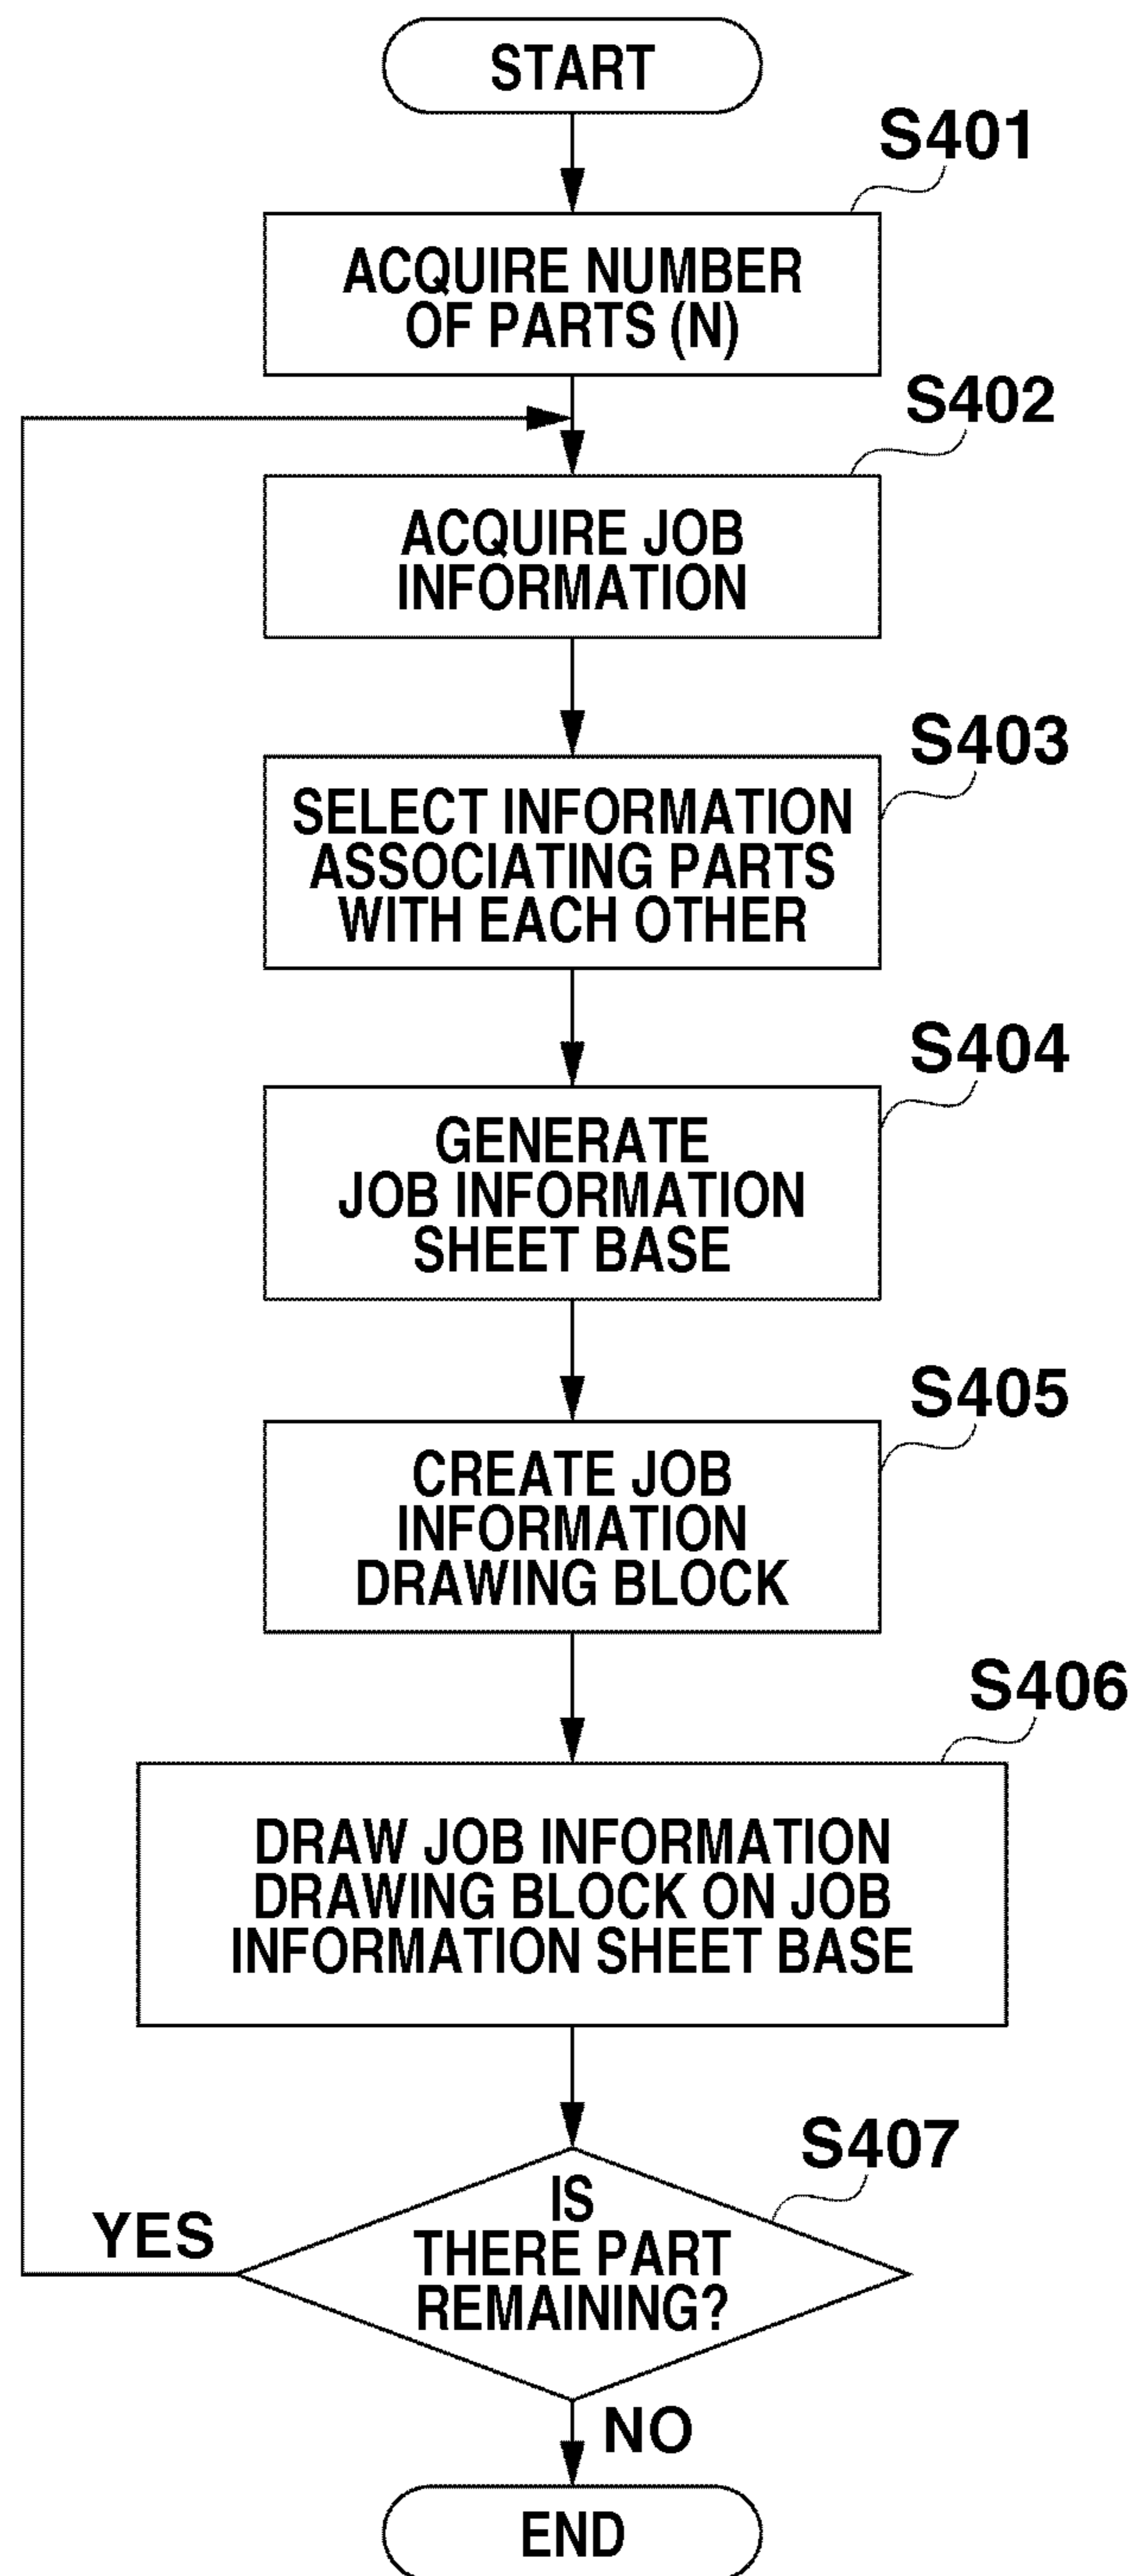 START
S401
ACQUIRE NUMBER
OF PARTS (N)
S402
ACQUIRE JOB
INFORMATION
S403
SELECT INFORMATION
ASSOCIATING PARTS
WITH EACH OTHER
S404
GENERATE
JOB INFORMATION
SHEET BASE
S405
CREATE JOB
INFORMATION
DRAWING BLOCK
S406
DRAW JOB INFORMATION
DRAWING BLOCK ON JOB
INFORMATION SHEET BASE
S407
IS
THERE PART
REMAINING?
YES
NO
END